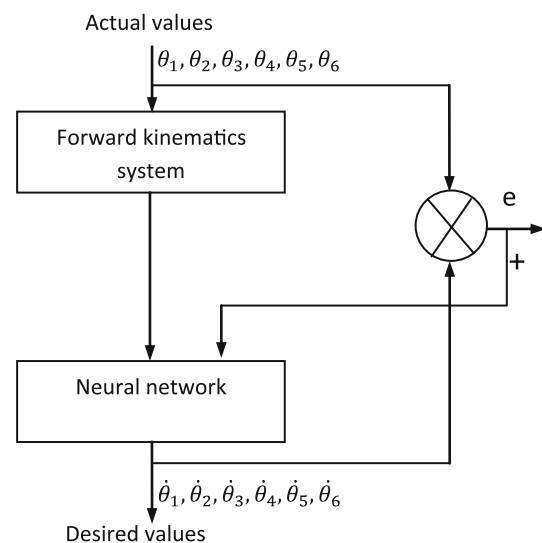 Actual values
θ₁, θ₂, θ₃, θ₄, θ₅, θ₆
Forward kinematics
system
e
+
Neural network
θ̇₁, θ̇₂, θ̇₃, θ̇₄, θ̇₅, θ̇₆
Desired values